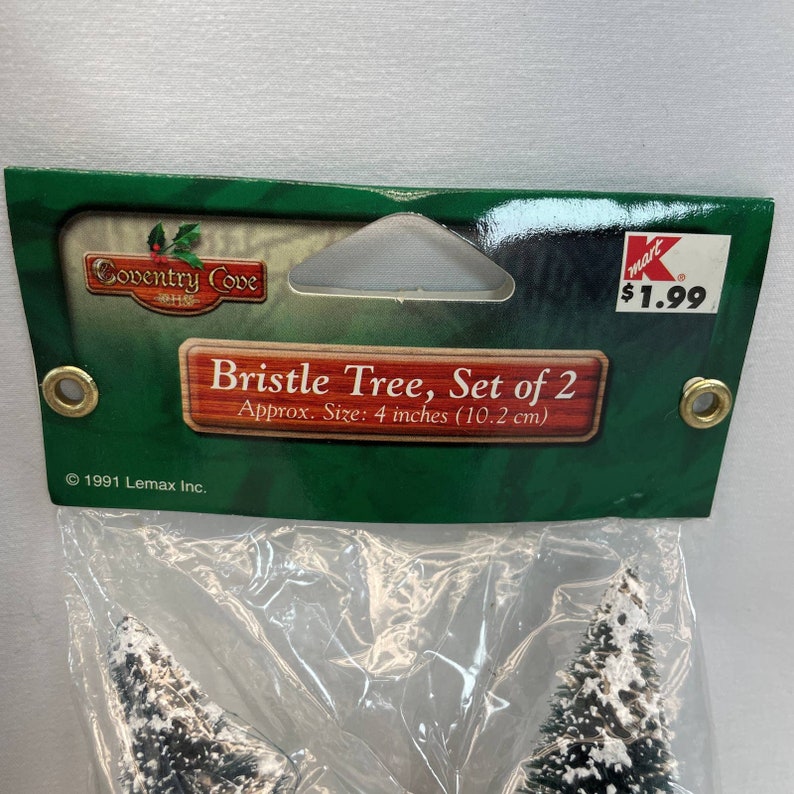 Coventry Cove
Kmart®
$1.99
Bristle Tree, Set of 2
Approx. Size: 4 inches (10.2 cm)
© 1991 Lemax Inc.